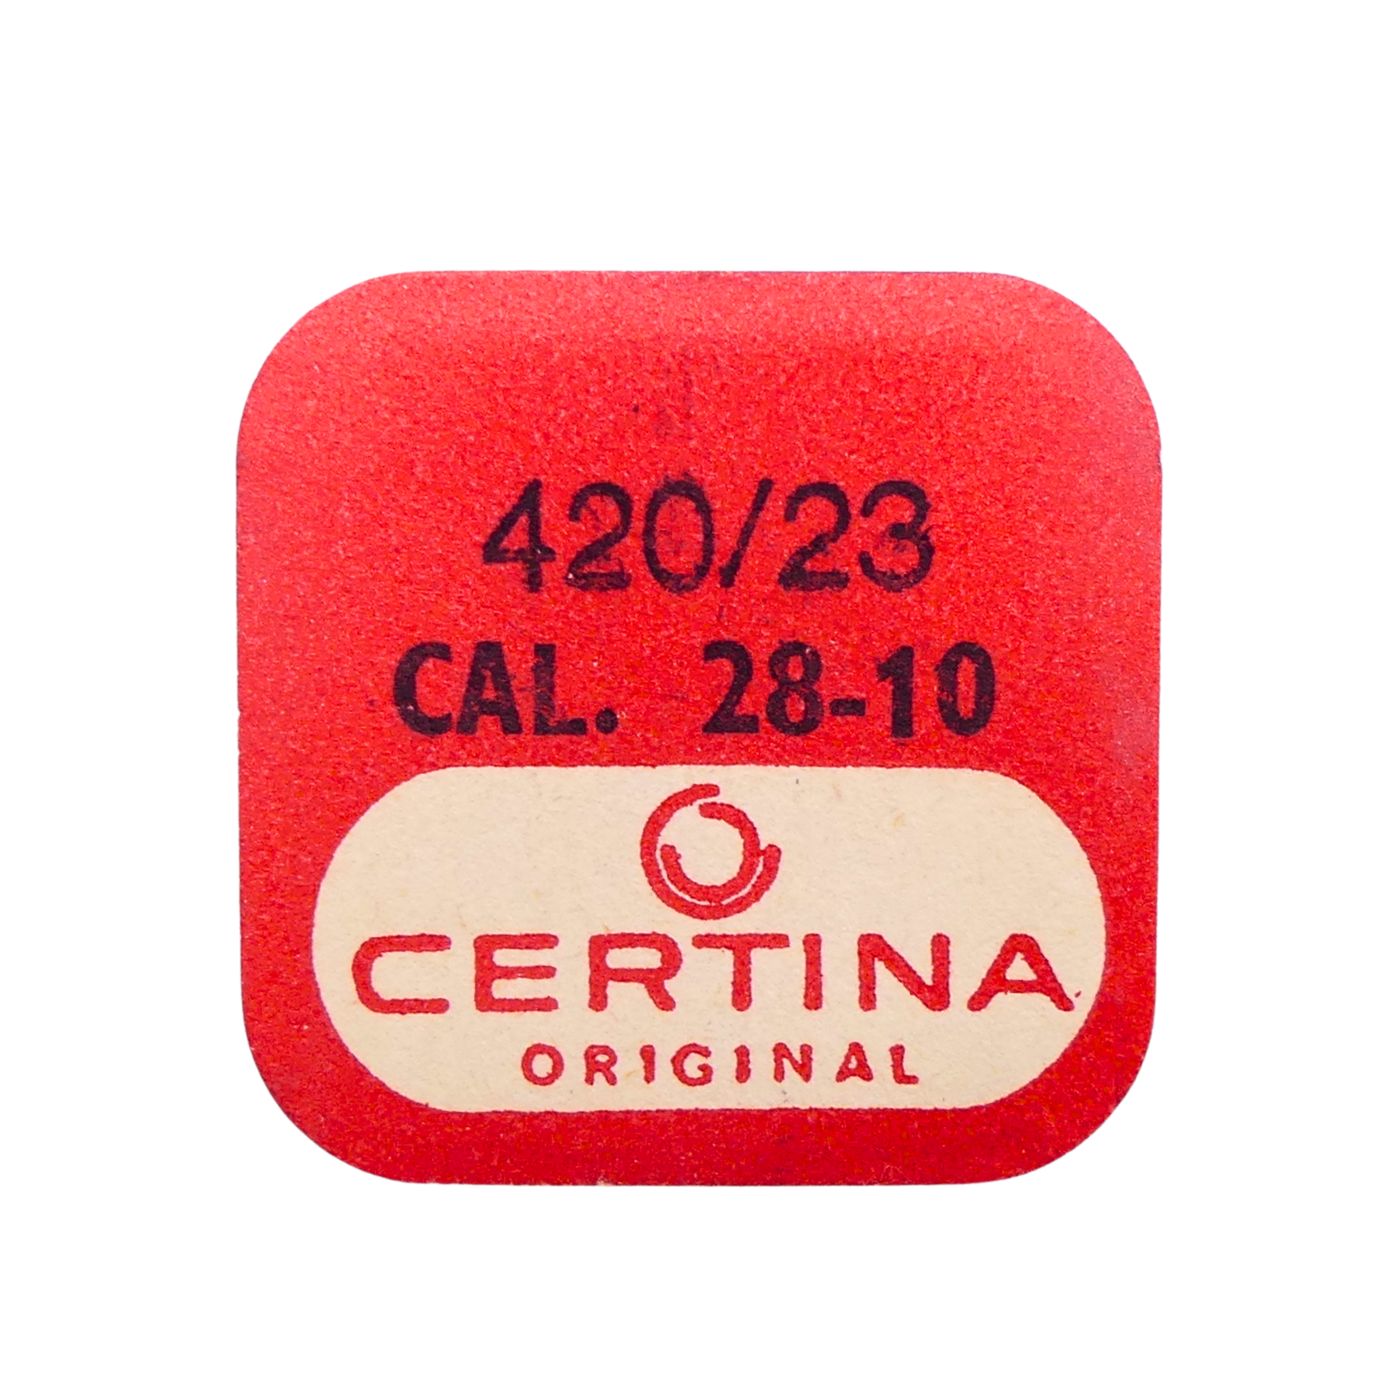 420/23
CAL. 28-10
CERTINA
ORIGINAL